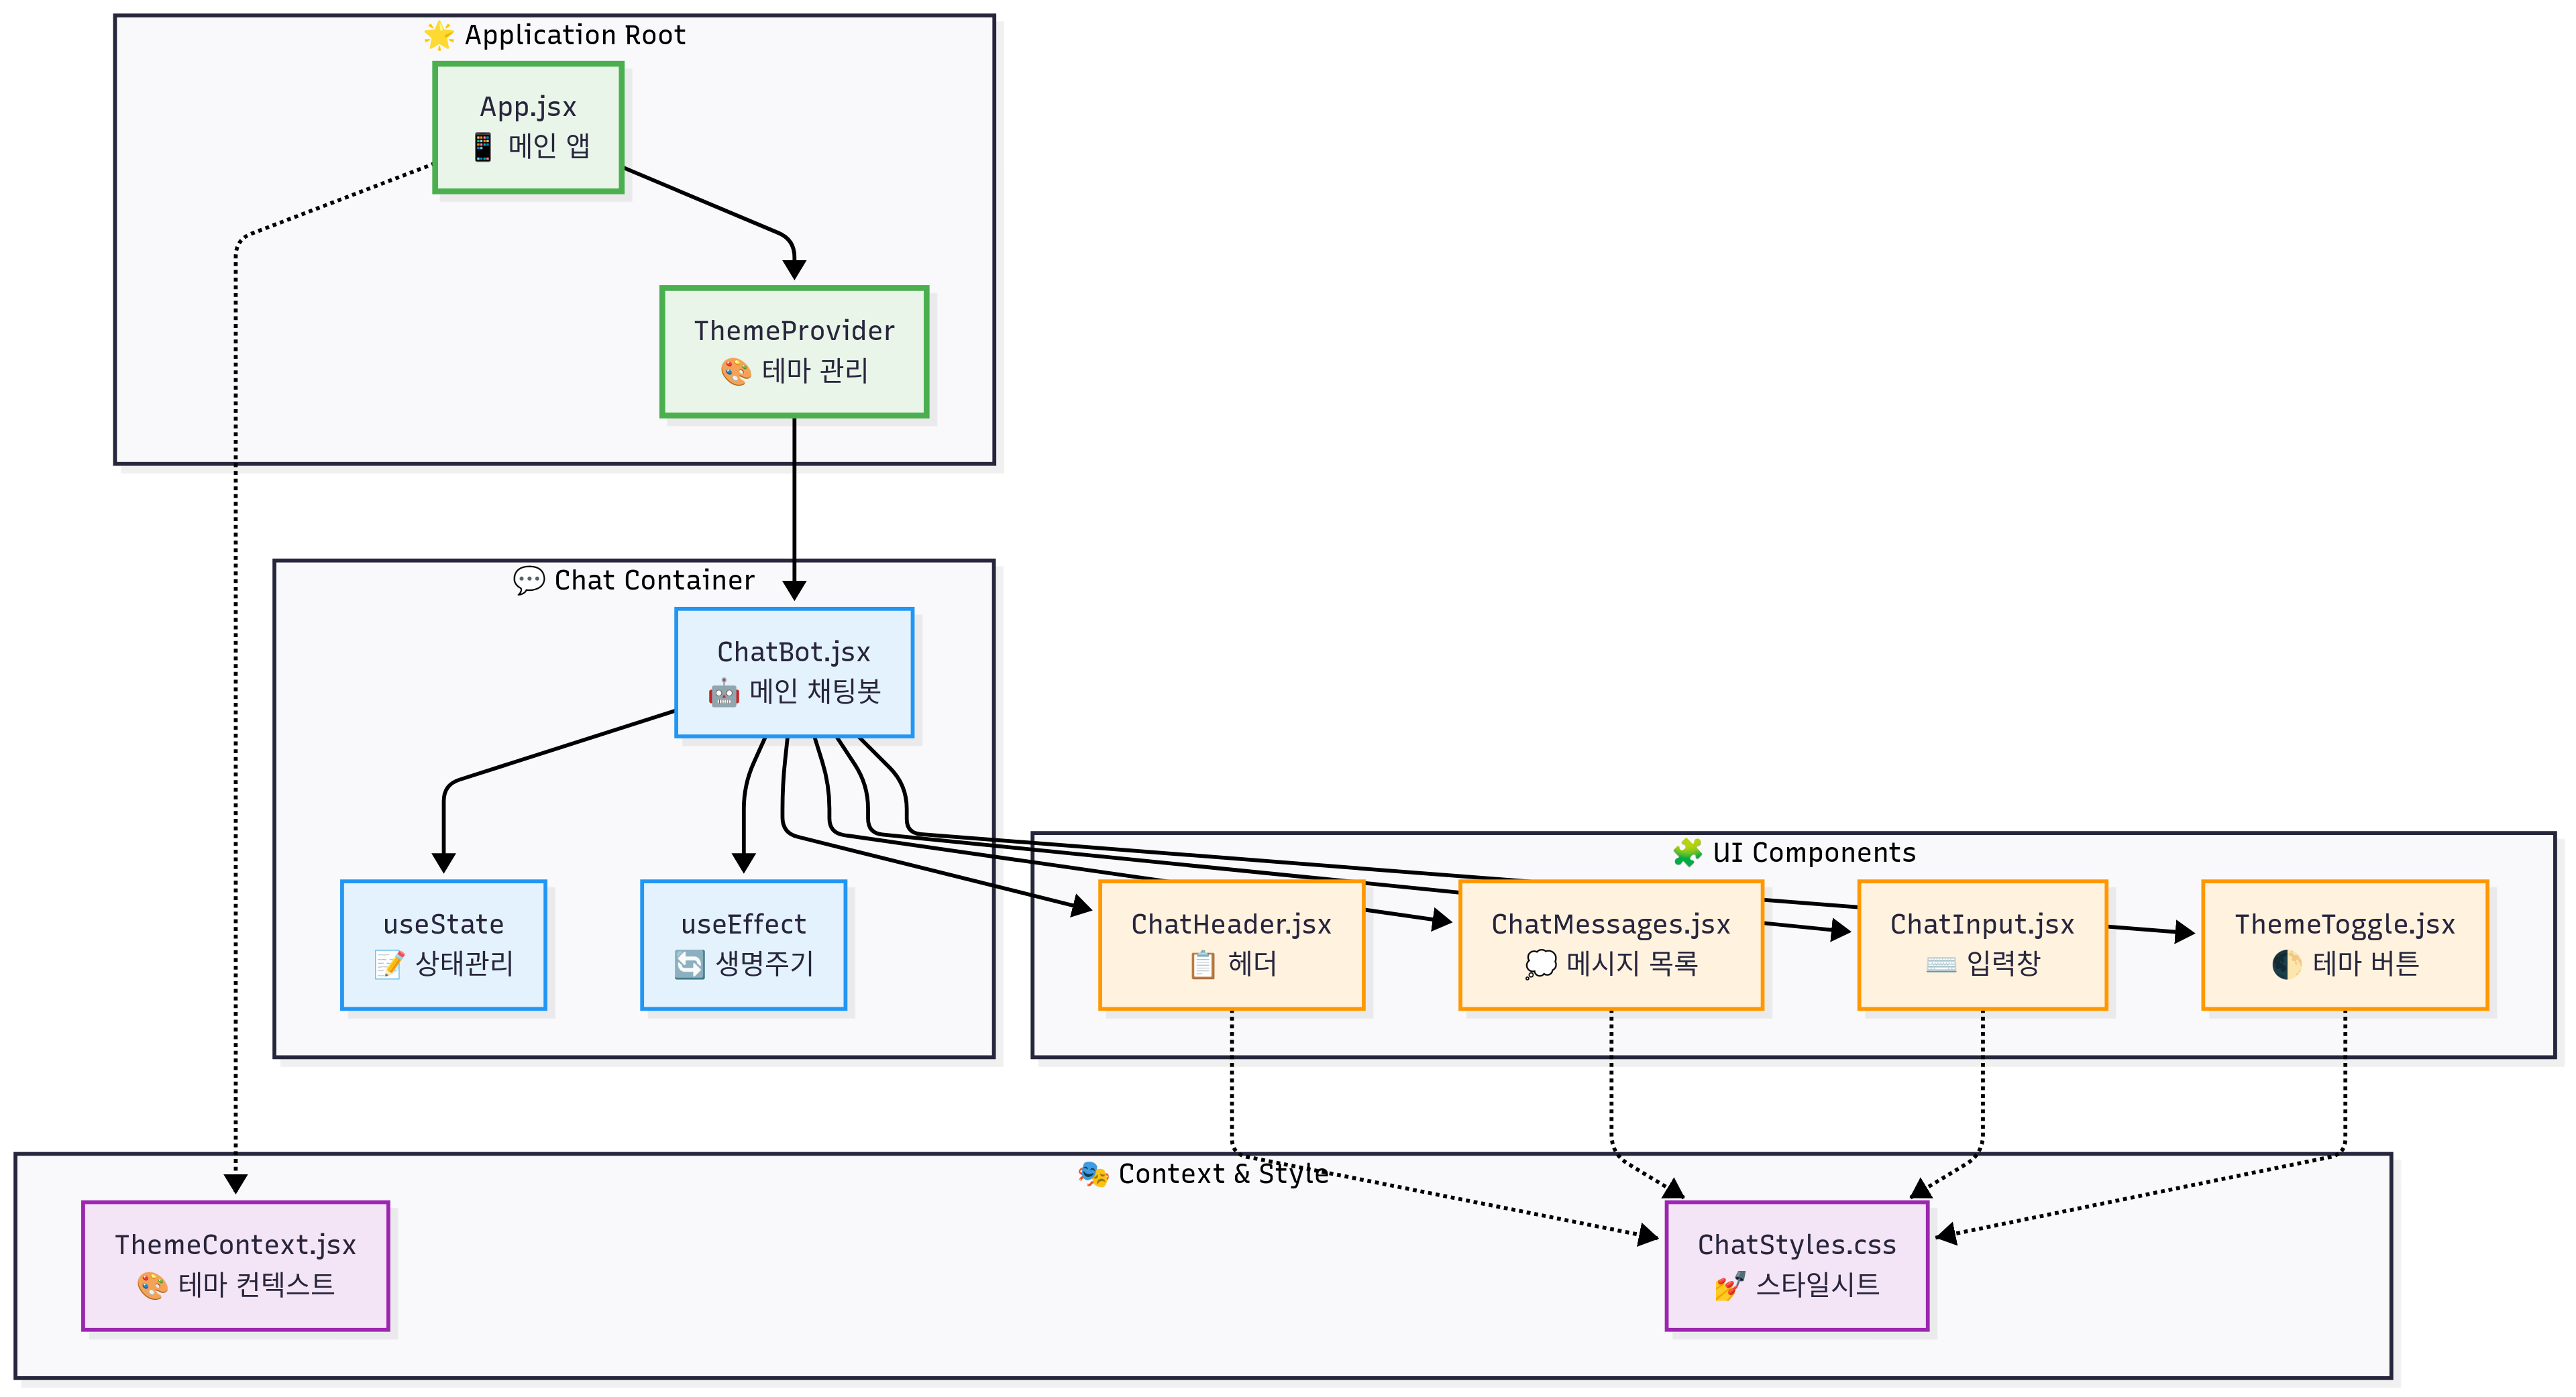 🌟 Application Root
App.jsx
📱 메인 앱
ThemeProvider
🎨 테마 관리
💬 Chat Container
ChatBot.jsx
🤖 메인 채팅봇
useState
📝 상태관리
useEffect
🔄 생명주기
🧩 UI Components
ChatHeader.jsx
📋 헤더
ChatMessages.jsx
💭 메시지 목록
ChatInput.jsx
⌨️ 입력창
ThemeToggle.jsx
🌓 테마 버튼
🎭 Context & Style
ThemeContext.jsx
🎨 테마 컨텍스트
ChatStyles.css
💅 스타일시트